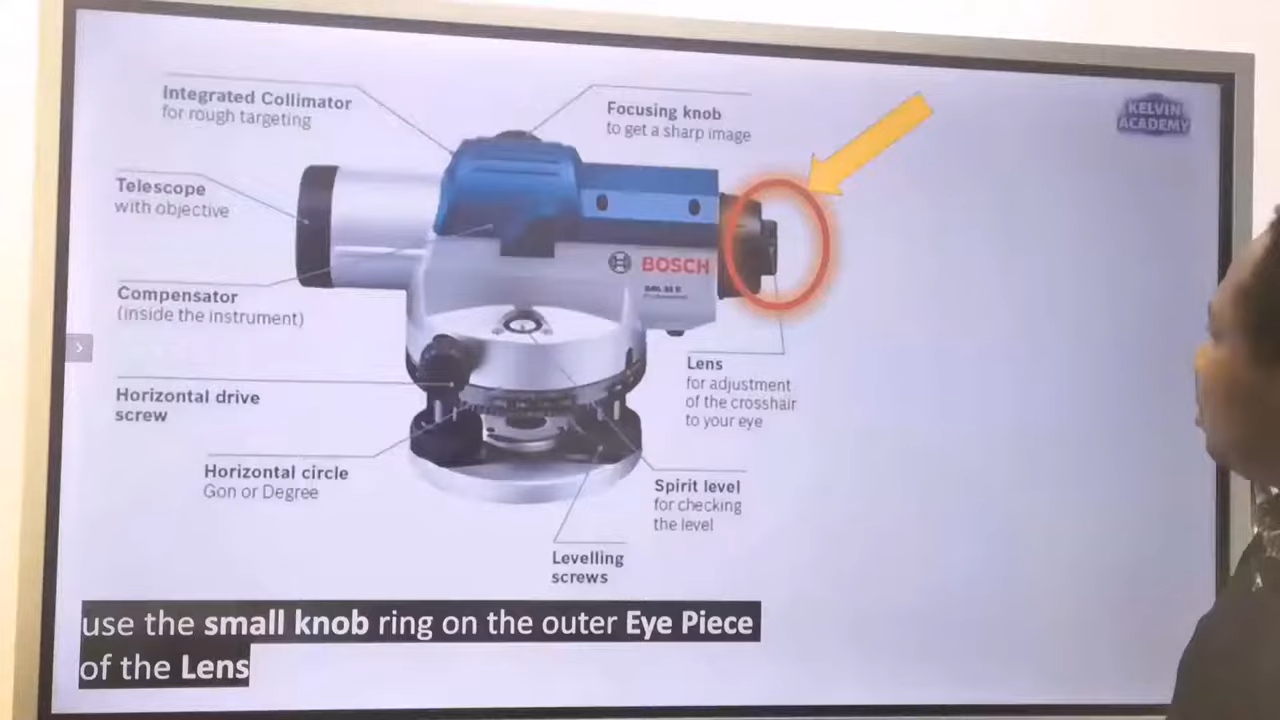 Integrated Collimator
for rough targeting
Focusing knob
to get a sharp image
KELVIN
ACADEMY
Telescope
with objective
BOSCH
Compensator
(inside the instrument)
Lens
for adjustment
of the crosshair
to your eye
Horizontal drive
screw
Horizontal circle
Gon or Degree
Spirit level
for checking
the level
Levelling
screws
use the small knob ring on the outer Eye Piece
of the Lens